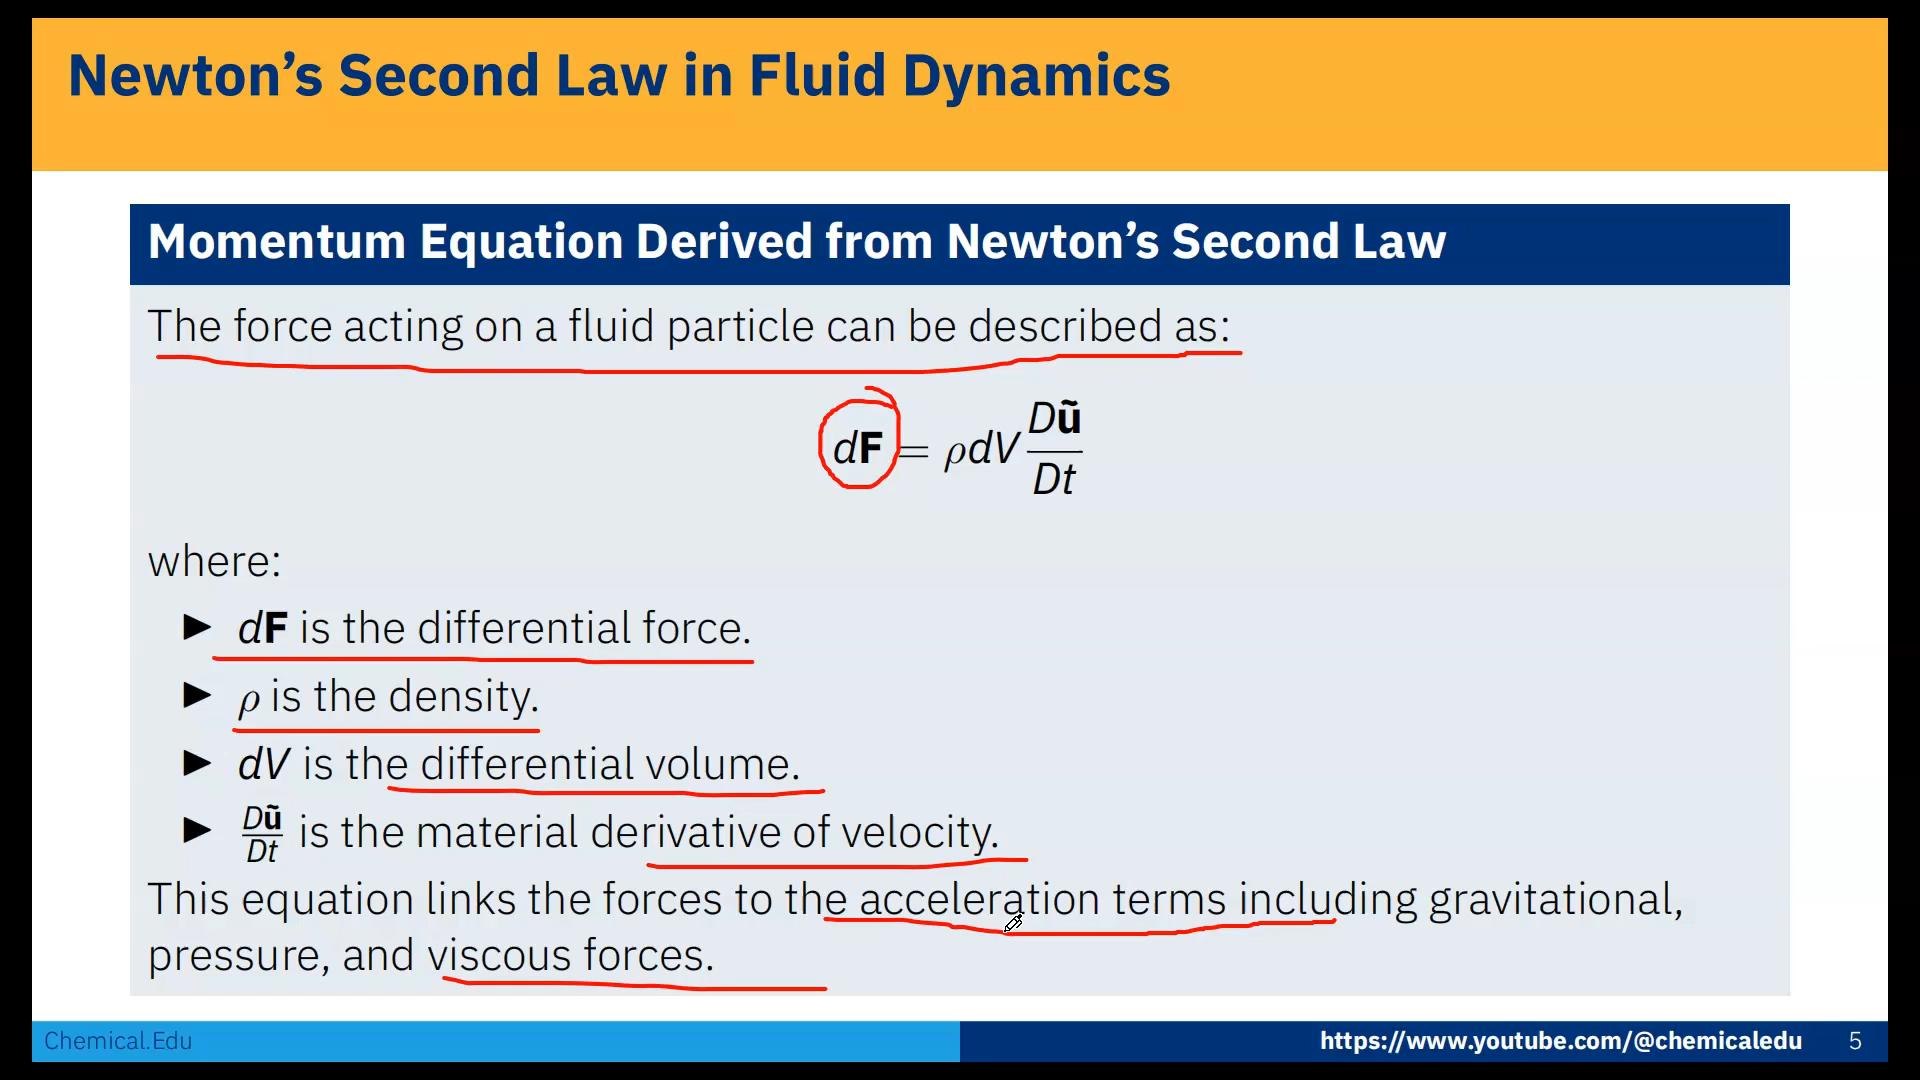 Newton’s Second Law in Fluid Dynamics
Momentum Equation Derived from Newton’s Second Law
The force acting on a fluid particle can be described as:
d𝐅 = ρdV Dũ/Dt
where:
▶ d𝐅 is the differential force.
▶ ρ is the density.
▶ dV is the differential volume.
▶ Dũ/Dt is the material derivative of velocity.
This equation links the forces to the acceleration terms including gravitational,
pressure, and viscous forces.
Chemical.Edu
https://www.youtube.com/@chemicaledu 5